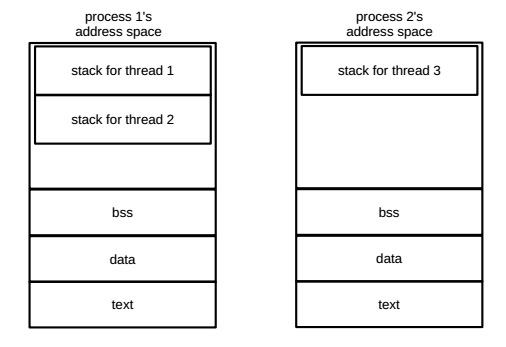 process 1's
address space
stack for thread 1
stack for thread 2
bss
data
text
process 2's
address space
stack for thread 3
bss
data
text